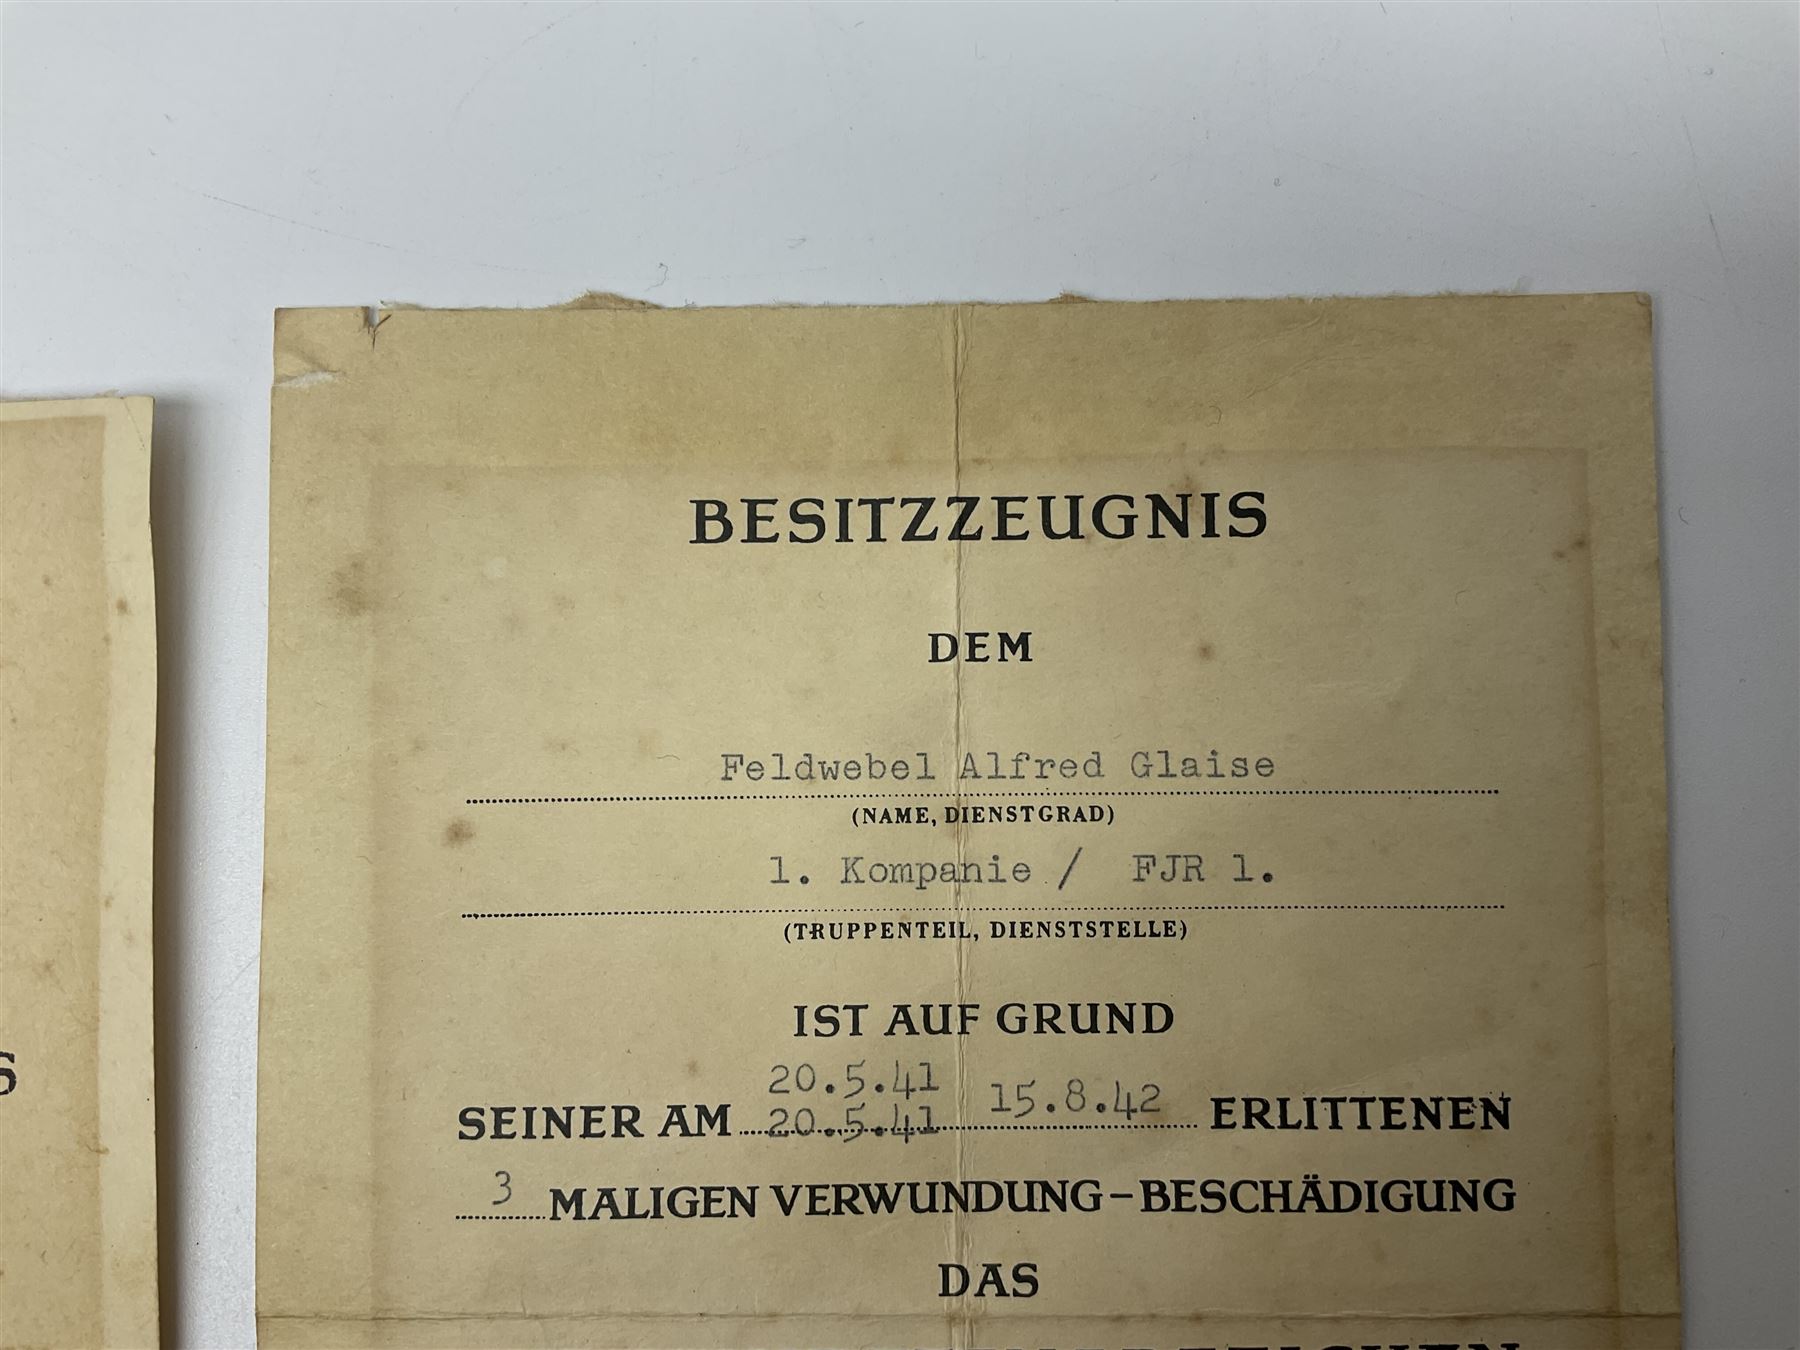 BESITZZEUGNIS
DEM
Feldwebel Alfred Glaise
(NAME, DIENSTGRAD)
1. Kompanie / FJR 1.
(TRUPPENTEIL, DIENSTSTELLE)
IST AUF GRUND
20.5.41
SEINER AM 20.5.41 15.8.42 ERLITTENEN
3 MALIGEN VERWUNDUNG–BESCHÄDIGUNG
DAS
S